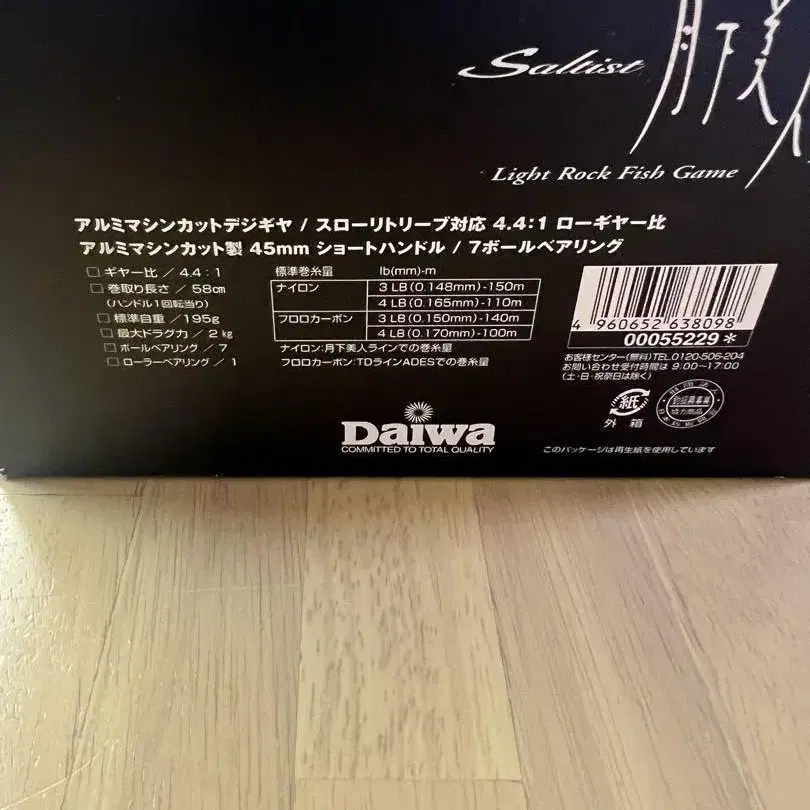 Saltist
月下美人
Light Rock Fish Game
アルミマシンカットデジギヤ / スローリトリーブ対応 4.4:1 ローギヤー比
アルミマシンカット製 45mm ショートハンドル / 7ボールベアリング
□ ギヤー比 / 4.4:1
□ 巻取り長さ / 58cm
(ハンドル1回転当り)
□ 標準自重 / 195g
□ 最大ドラグ力 / 2kg
□ ボールベアリング / 7
□ ローラーベアリング / 1
標準巻糸量 lb(mm)-m
ナイロン 3 LB(0.148mm)-150m
4 LB(0.165mm)-110m
フロロカーボン 3 LB(0.150mm)-140m
4 LB(0.170mm)-100m
ナイロン:月下美人ラインでの巻糸量
フロロカーボン:TDラインADESでの巻糸量
4 960652 638098
00055229*
お客様センター(無料)TEL0120-506-204
お問い合わせ受付時間は 9:00~17:00
(土・日・祝祭日は除く)
紙
外箱
協力商品
Daiwa
COMMITTED TO TOTAL QUALITY
このパッケージは再生紙を使用しています